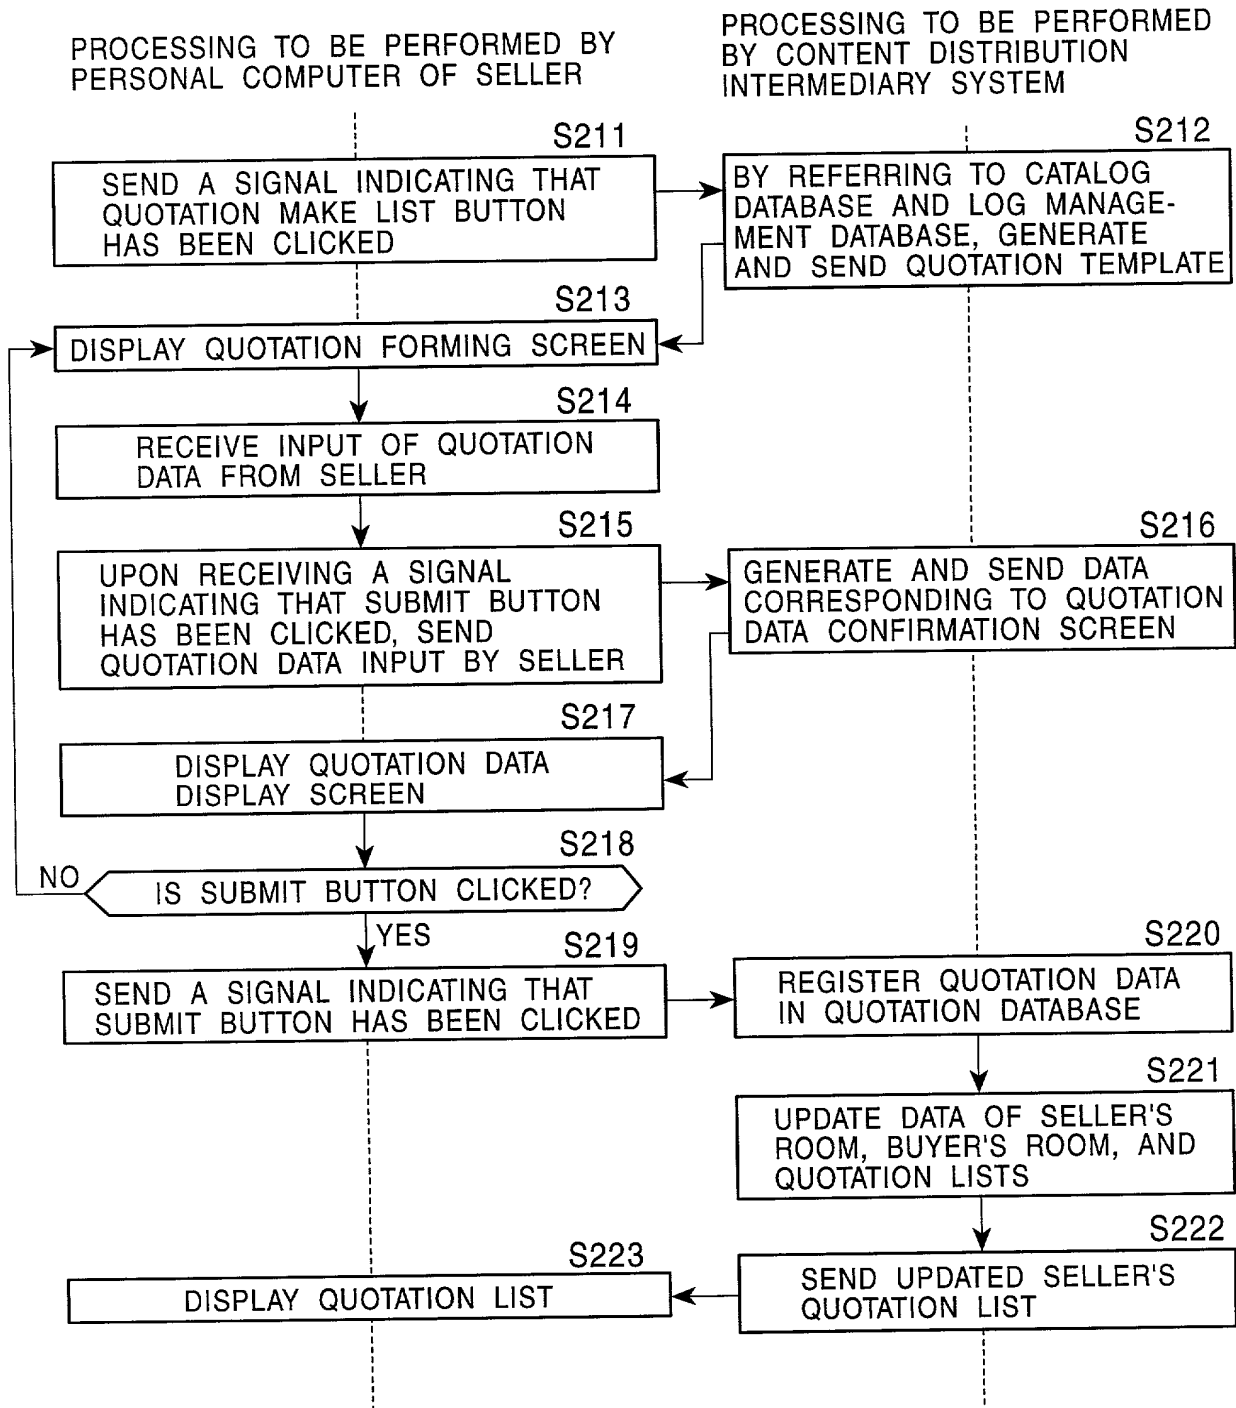 PROCESSING TO BE PERFORMED BY
PERSONAL COMPUTER OF SELLER
PROCESSING TO BE PERFORMED
BY CONTENT DISTRIBUTION
INTERMEDIARY SYSTEM
S211
SEND A SIGNAL INDICATING THAT
QUOTATION MAKE LIST BUTTON
HAS BEEN CLICKED
S212
BY REFERRING TO CATALOG
DATABASE AND LOG MANAGE-
MENT DATABASE, GENERATE
AND SEND QUOTATION TEMPLATE
S213
DISPLAY QUOTATION FORMING SCREEN
S214
RECEIVE INPUT OF QUOTATION
DATA FROM SELLER
S215
UPON RECEIVING A SIGNAL
INDICATING THAT SUBMIT BUTTON
HAS BEEN CLICKED, SEND
QUOTATION DATA INPUT BY SELLER
S216
GENERATE AND SEND DATA
CORRESPONDING TO QUOTATION
DATA CONFIRMATION SCREEN
S217
DISPLAY QUOTATION DATA
DISPLAY SCREEN
S218
NO
IS SUBMIT BUTTON CLICKED?
YES
S219
SEND A SIGNAL INDICATING THAT
SUBMIT BUTTON HAS BEEN CLICKED
S220
REGISTER QUOTATION DATA
IN QUOTATION DATABASE
S221
UPDATE DATA OF SELLER'S
ROOM, BUYER'S ROOM, AND
QUOTATION LISTS
S222
SEND UPDATED SELLER'S
QUOTATION LIST
S223
DISPLAY QUOTATION LIST